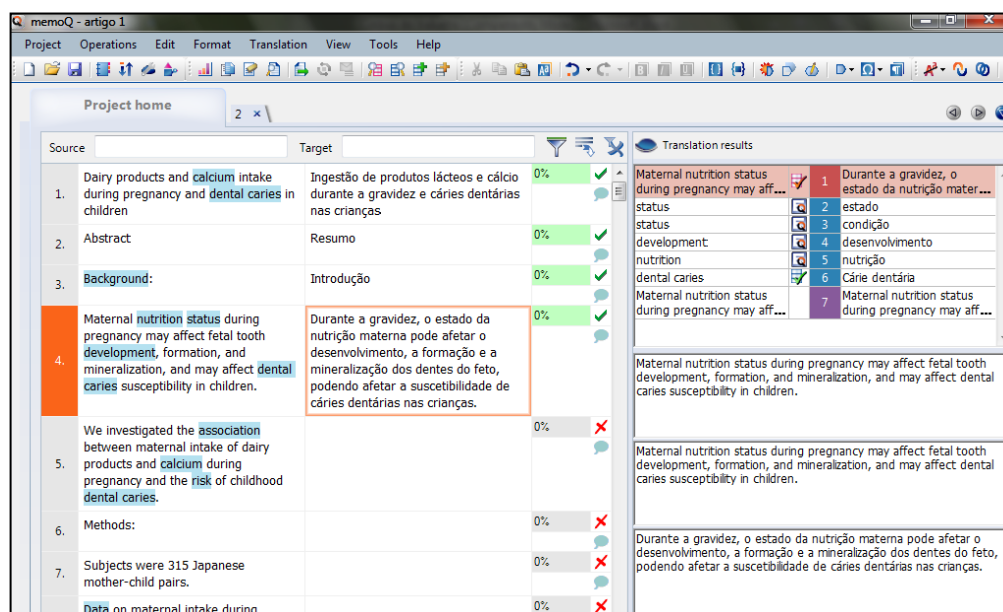 memoQ - artigo 1
Project Operations Edit Format Translation View Tools Help
Project home
2
Source
Target
1.
Dairy products and calcium intake
during pregnancy and dental caries in
children
Ingestão de produtos lácteos e cálcio
durante a gravidez e cáries dentárias
nas crianças
0%
2.
Abstract
Resumo
0%
3.
Background:
Introdução
0%
4.
Maternal nutrition status during
pregnancy may affect fetal tooth
development, formation, and
mineralization, and may affect dental
caries susceptibility in children.
Durante a gravidez, o estado da
nutrição materna pode afetar o
desenvolvimento, a formação e a
mineralização dos dentes do feto,
podendo afetar a suscetibilidade de
cáries dentárias nas crianças.
0%
5.
We investigated the association
between maternal intake of dairy
products and calcium during
pregnancy and the risk of childhood
dental caries.
0%
6.
Methods:
0%
7.
Subjects were 315 Japanese
mother-child pairs.
0%
Data on maternal intake during
0%
Translation results
Maternal nutrition status
during pregnancy may aff...
1
Durante a gravidez, o
estado da nutrição mater...
status 2 estado
status 3 condição
development 4 desenvolvimento
nutrition 5 nutrição
dental caries 6 Cárie dentária
Maternal nutrition status
during pregnancy may aff...
7
Maternal nutrition status
during pregnancy may aff...
Maternal nutrition status during pregnancy may affect fetal tooth
development, formation, and mineralization, and may affect dental
caries susceptibility in children.
Maternal nutrition status during pregnancy may affect fetal tooth
development, formation, and mineralization, and may affect dental
caries susceptibility in children.
Durante a gravidez, o estado da nutrição materna pode afetar o
desenvolvimento, a formação e a mineralização dos dentes do feto,
podendo afetar a suscetibilidade de cáries dentárias nas crianças.